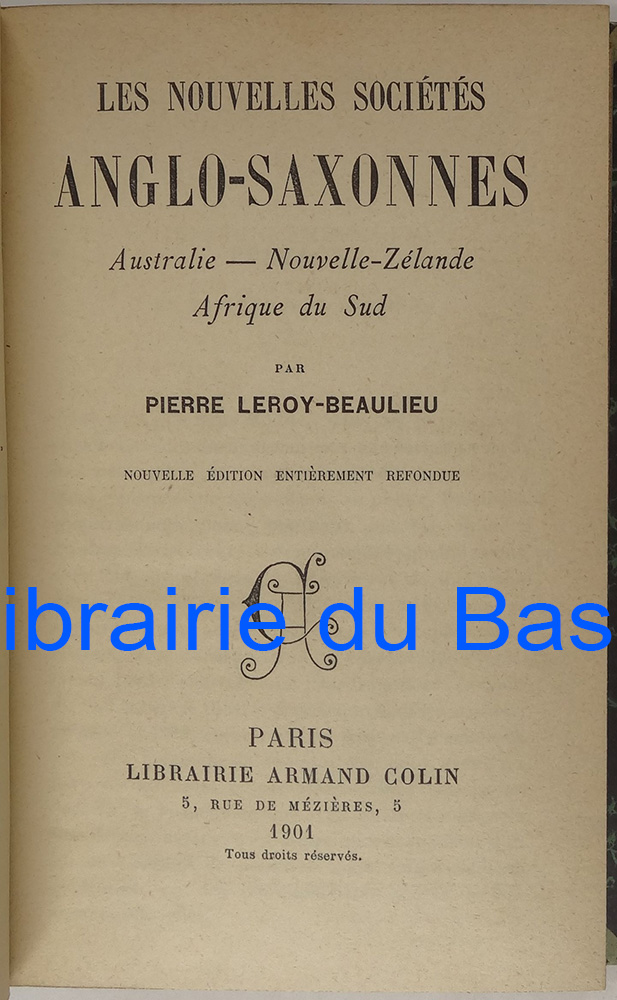 LES NOUVELLES SOCIÉTÉS
ANGLO-SAXONNES
Australie — Nouvelle-Zélande
Afrique du Sud
PAR
PIERRE LEROY-BEAULIEU
NOUVELLE ÉDITION ENTIÈREMENT REFONDUE
ibrairie du Bas
PARIS
LIBRAIRIE ARMAND COLIN
5, RUE DE MÉZIÈRES, 5
1901
Tous droits réservés.